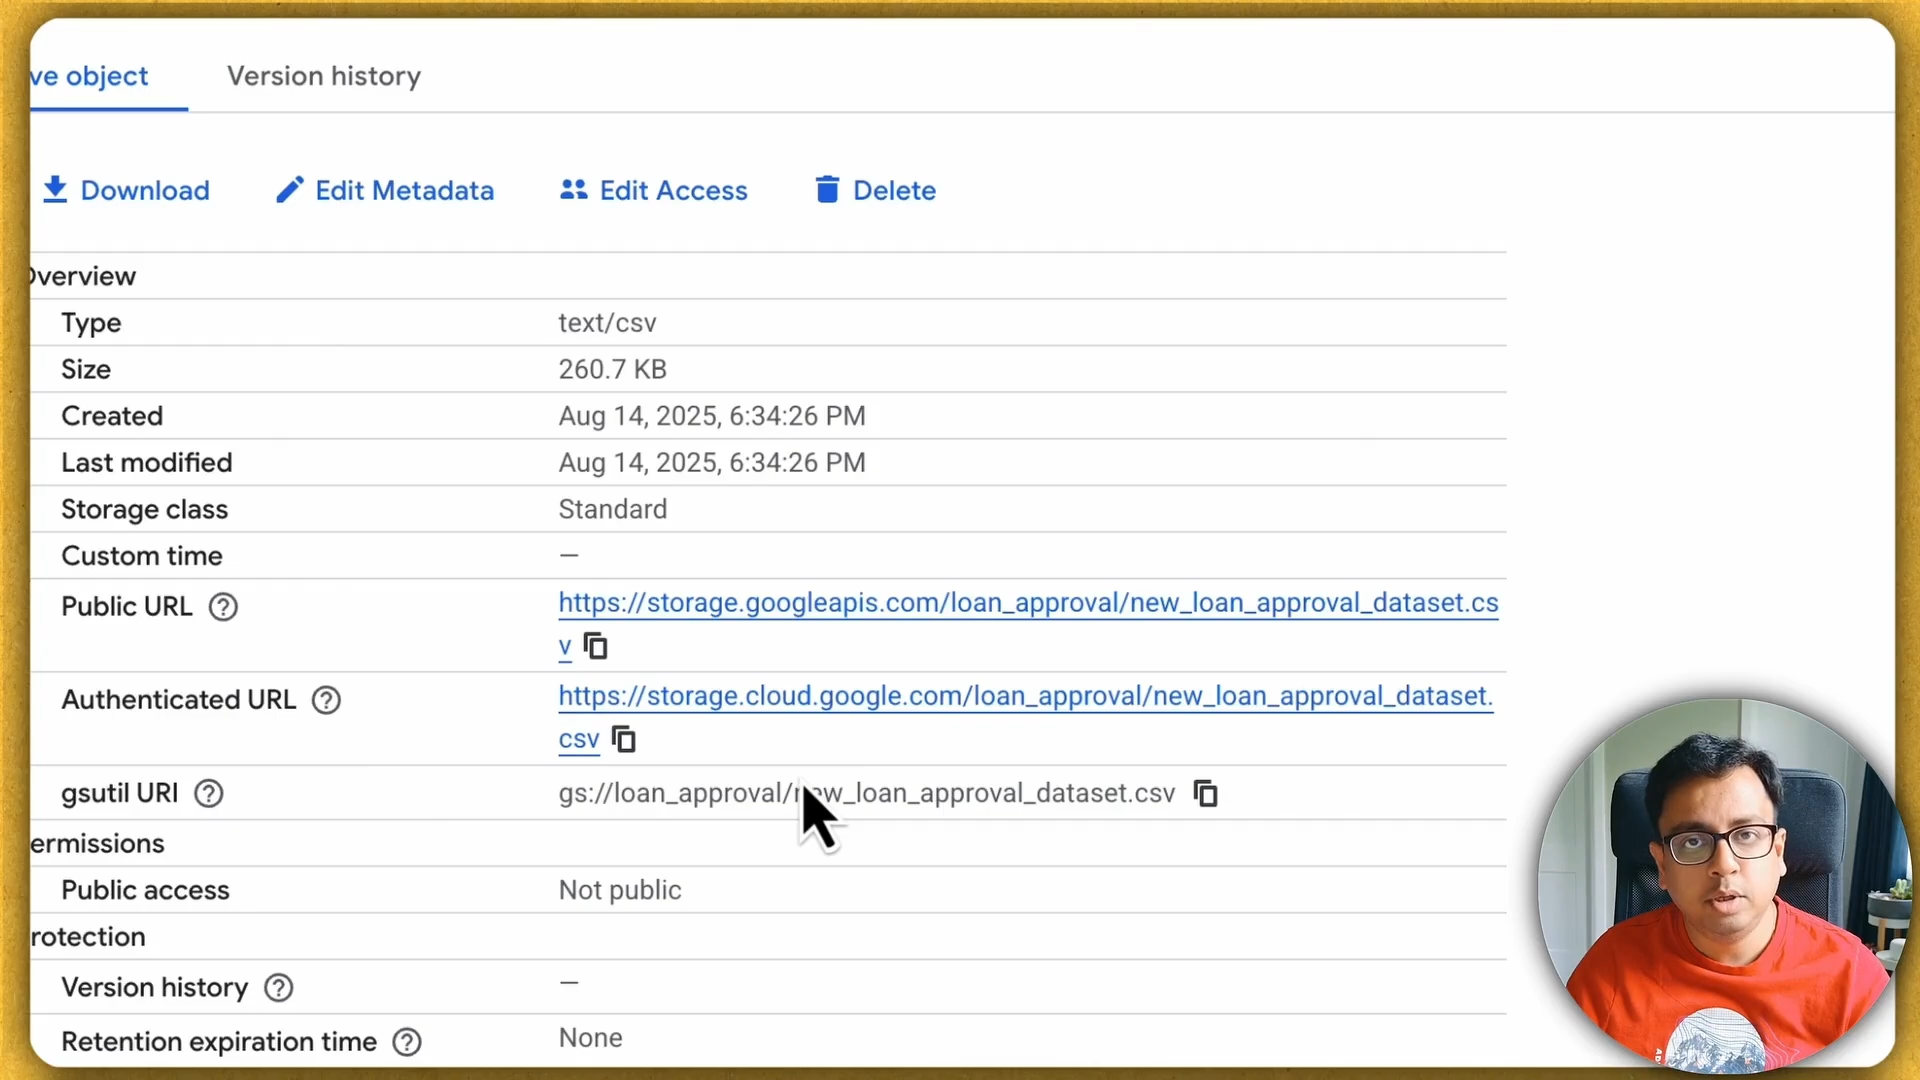 ve object
Version history
Download
Edit Metadata
Edit Access
Delete
Overview
Type
text/csv
Size
260.7 KB
Created
Aug 14, 2025, 6:34:26 PM
Last modified
Aug 14, 2025, 6:34:26 PM
Storage class
Standard
Custom time
—
Public URL
https://storage.googleapis.com/loan_approval/new_loan_approval_dataset.cs
v
Authenticated URL
https://storage.cloud.google.com/loan_approval/new_loan_approval_dataset.
csv
gsutil URI
gs://loan_approval/new_loan_approval_dataset.csv
ermissions
Public access
Not public
rotection
Version history
—
Retention expiration time
None